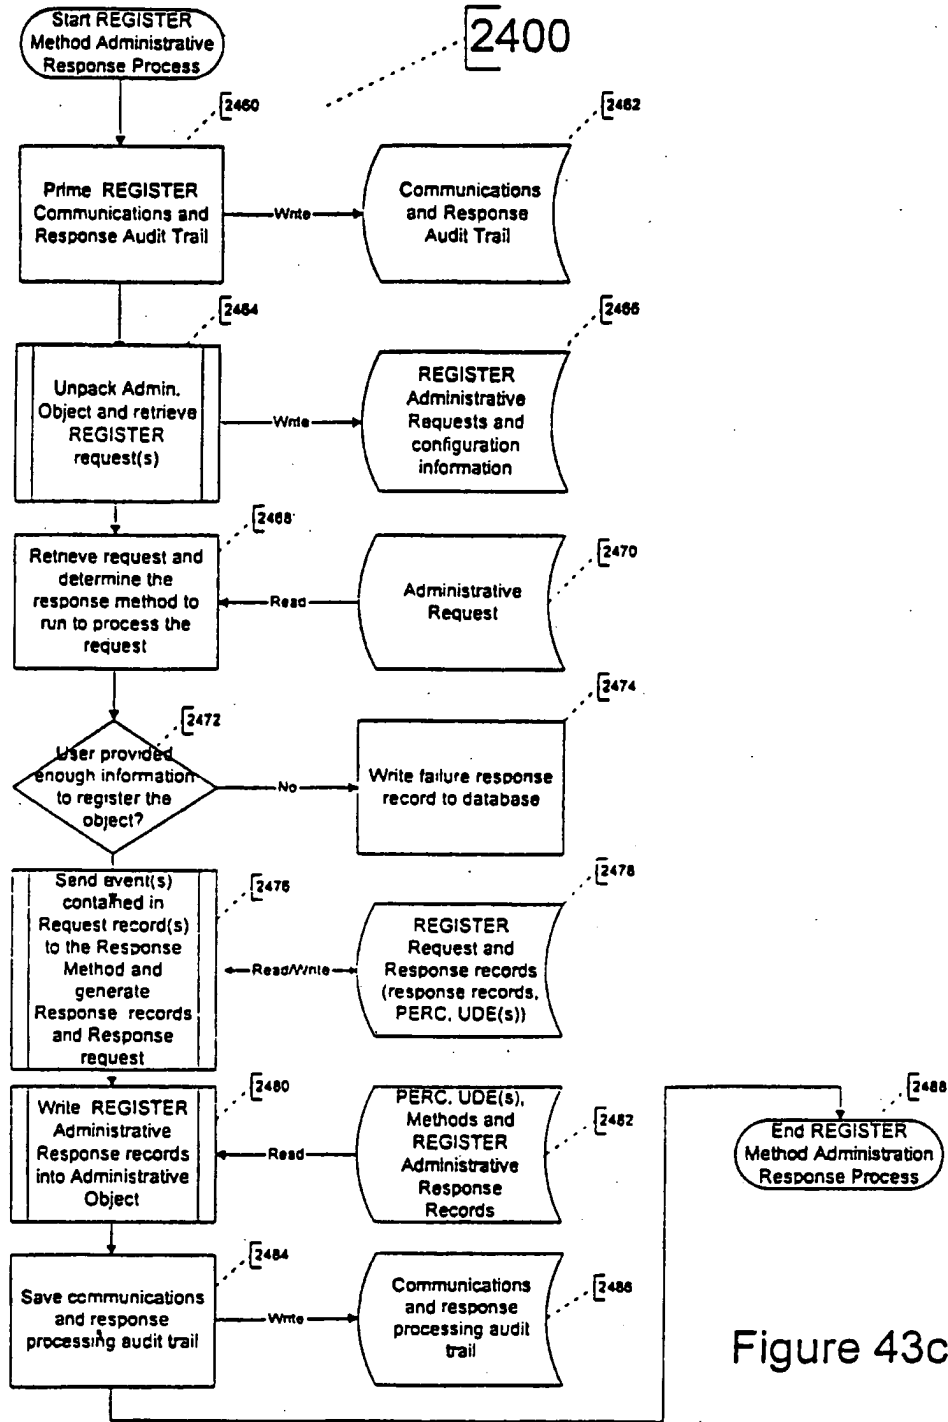 Start REGISTER
Method Administrative
Response Process
2400
2460
2462
Prime REGISTER
Communications and
Response Audit Trail
Write
Communications
and Response
Audit Trail
2464
2466
Unpack Admin.
Object and retrieve
REGISTER
request(s)
Write
REGISTER
Administrative
Requests and
configuration
information
2468
2470
Retrieve request and
determine the
response method to
run to process the
request
Read
Administrative
Request
2472
2474
User provided
enough information
to register the
object?
No
Write failure response
record to database
2476
2478
Send event(s)
contained in
Request record(s)
to the Response
Method and
generate
Response records
and Response
request
Read/Write
REGISTER
Request and
Response records
(response records,
PERC, UDE(s))
2480
2482
Write REGISTER
Administrative
Response records
into Administrative
Object
Read
PERC, UDE(s),
Methods and
REGISTER
Administrative
Response
Records
2488
End REGISTER
Method Administration
Response Process
2484
2486
Save communications
and response
processing audit trail
Write
Communications
and response
processing audit
trail
Figure 43c